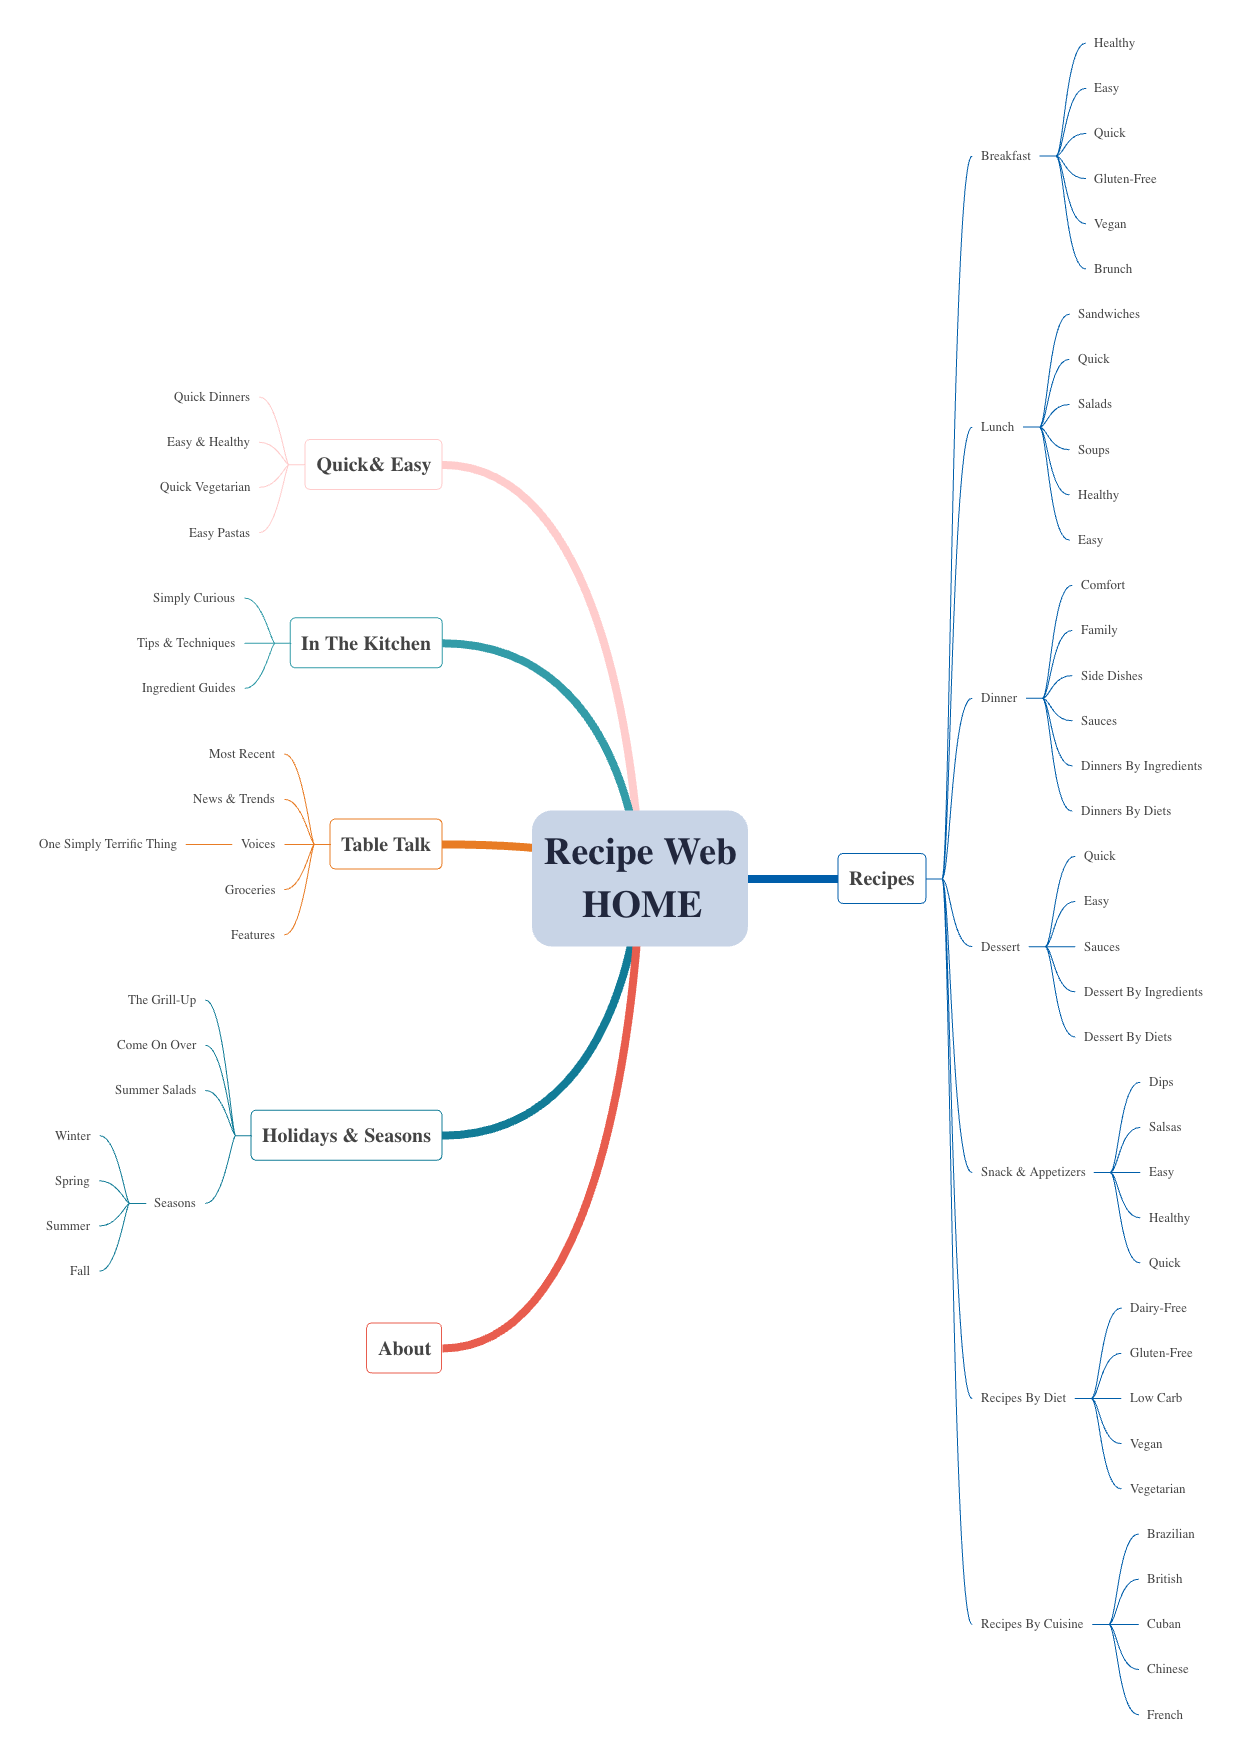 Recipe Web
HOME
Quick& Easy
Quick Dinners
Easy & Healthy
Quick Vegetarian
Easy Pastas
In The Kitchen
Simply Curious
Tips & Techniques
Ingredient Guides
Table Talk
Most Recent
News & Trends
Voices
One Simply Terrific Thing
Groceries
Features
Holidays & Seasons
The Grill-Up
Come On Over
Summer Salads
Seasons
Winter
Spring
Summer
Fall
About
Recipes
Breakfast
Healthy
Easy
Quick
Gluten-Free
Vegan
Brunch
Lunch
Sandwiches
Quick
Salads
Soups
Healthy
Easy
Dinner
Comfort
Family
Side Dishes
Sauces
Dinners By Ingredients
Dinners By Diets
Dessert
Quick
Easy
Sauces
Dessert By Ingredients
Dessert By Diets
Snack & Appetizers
Dips
Salsas
Easy
Healthy
Quick
Recipes By Diet
Dairy-Free
Gluten-Free
Low Carb
Vegan
Vegetarian
Recipes By Cuisine
Brazilian
British
Cuban
Chinese
French